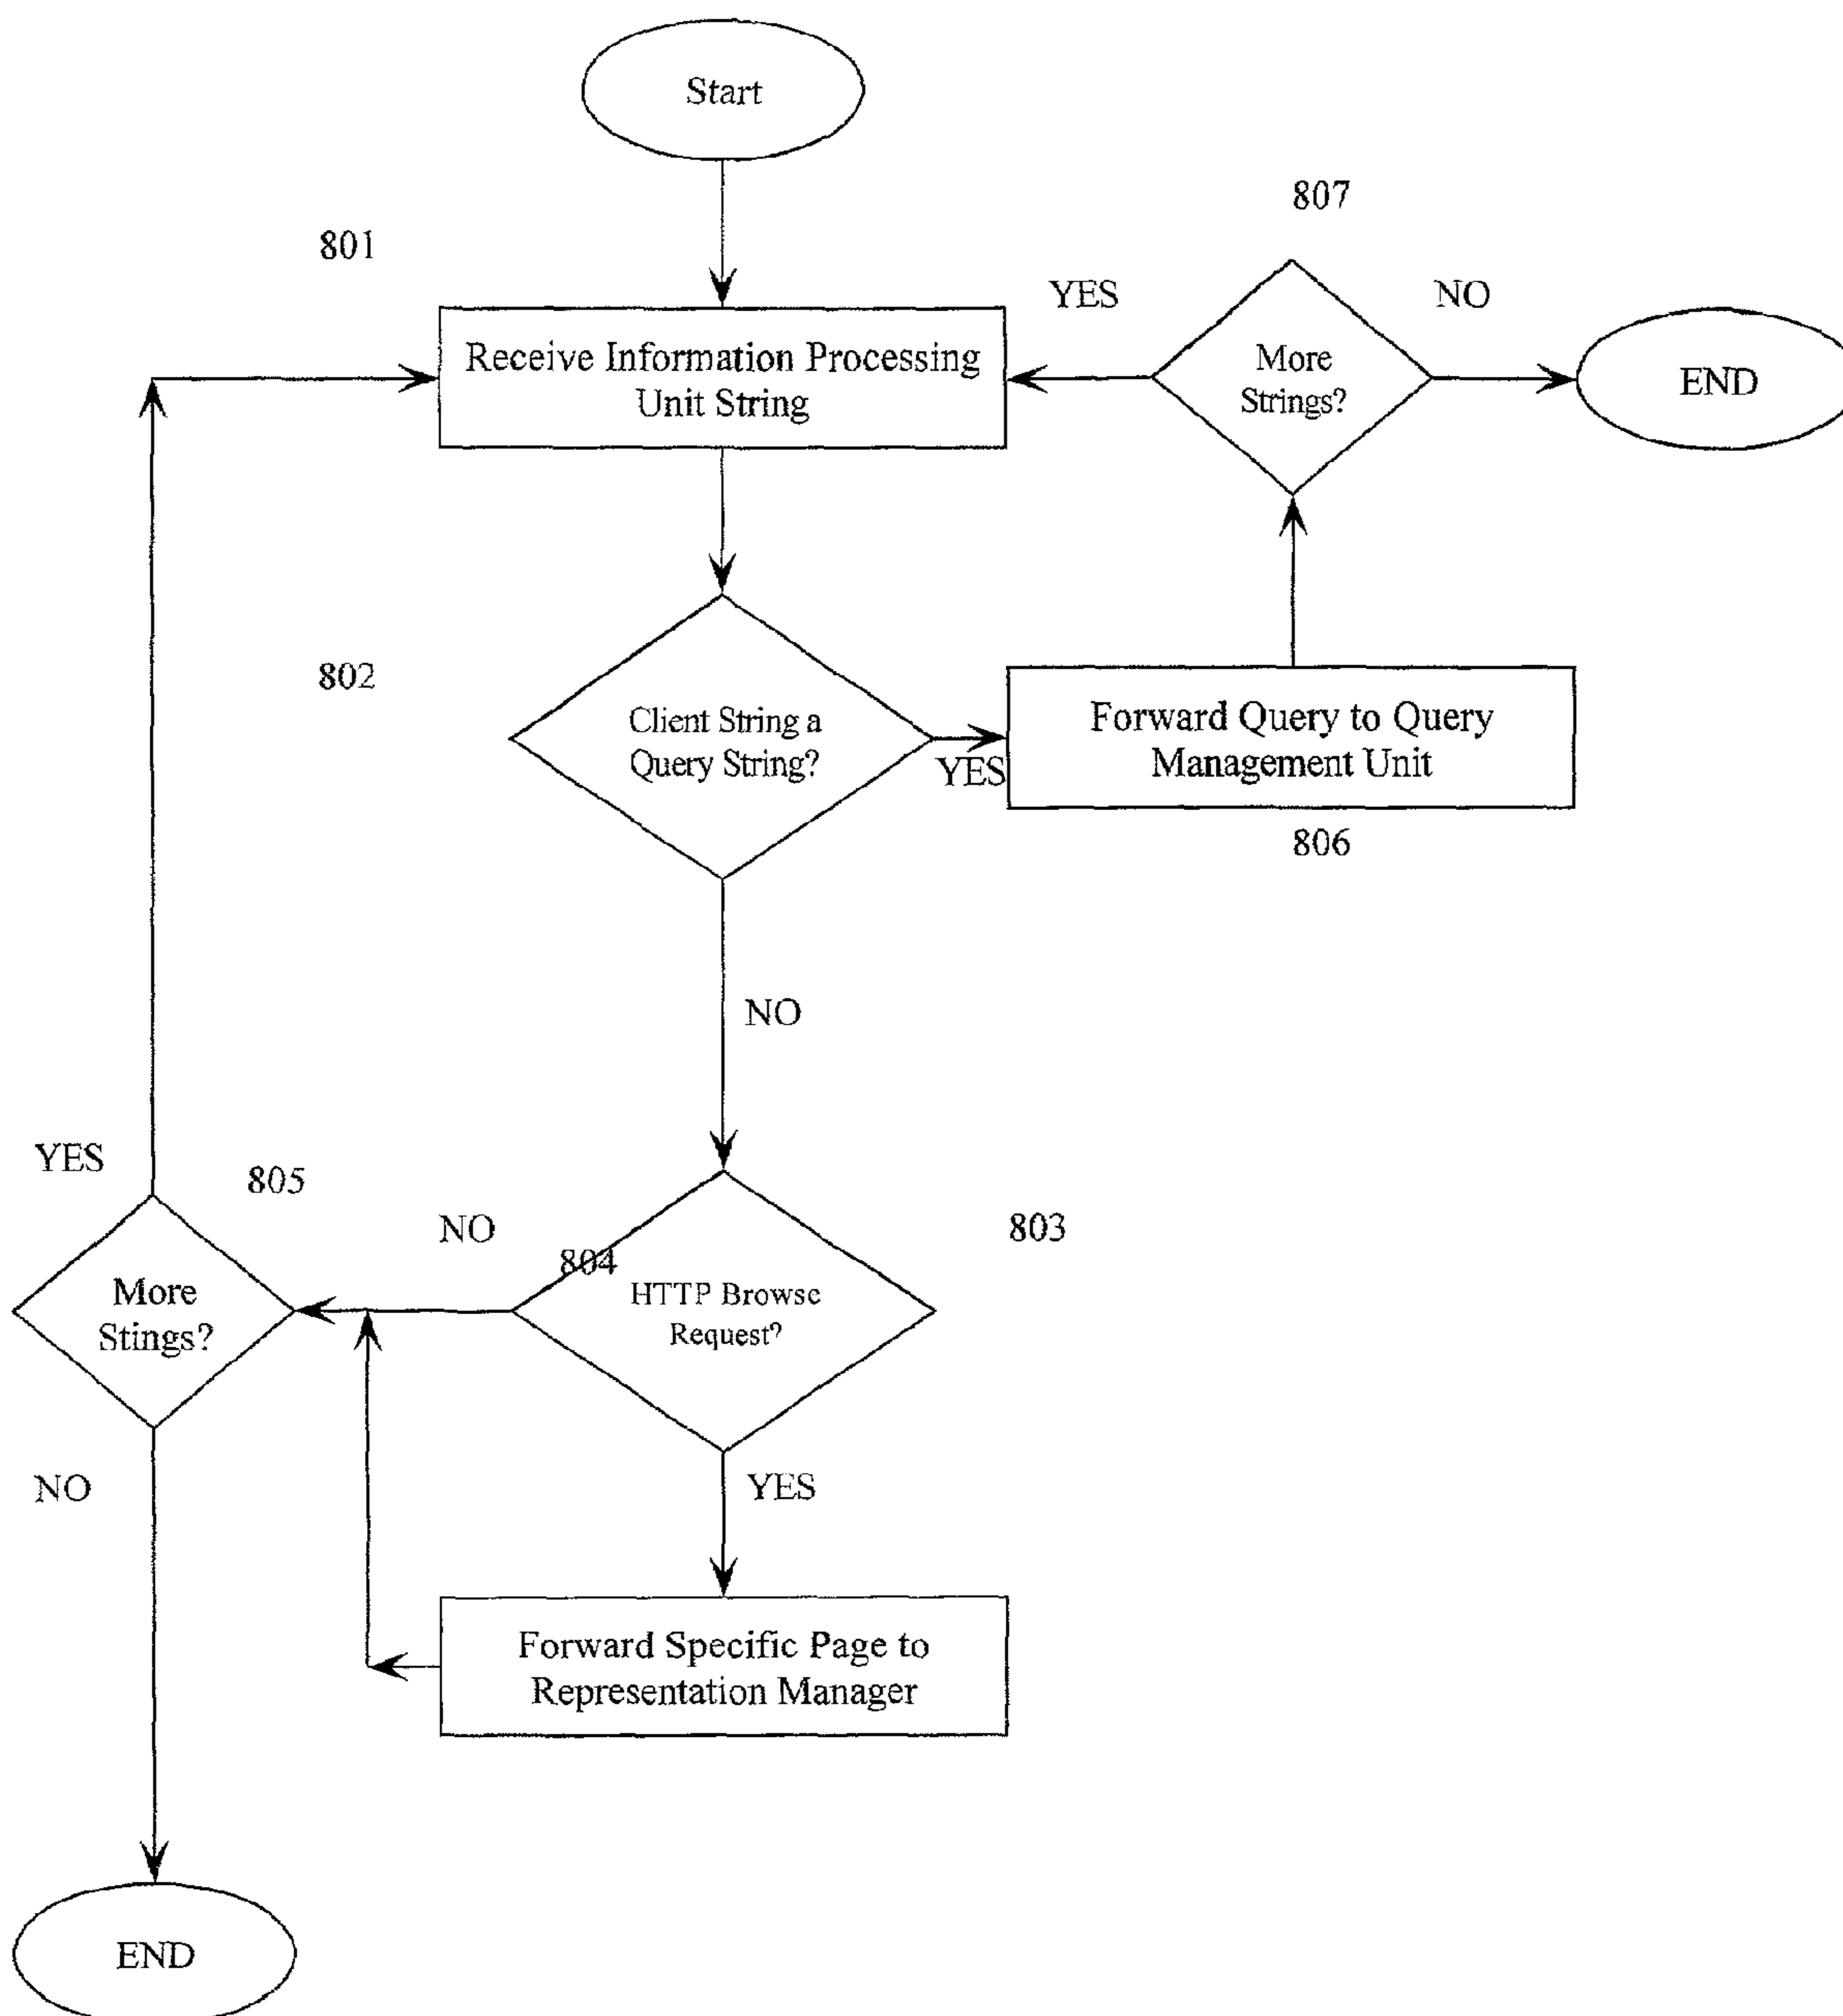 Start
807
801
YES
NO
Receive Information Processing
Unit String
More
Strings?
END
802
Client String a
Query String?
YES
Forward Query to Query
Management Unit
806
NO
YES
805
NO
804
803
More
Stings?
HTTP Browse
Request?
NO
YES
Forward Specific Page to
Representation Manager
END